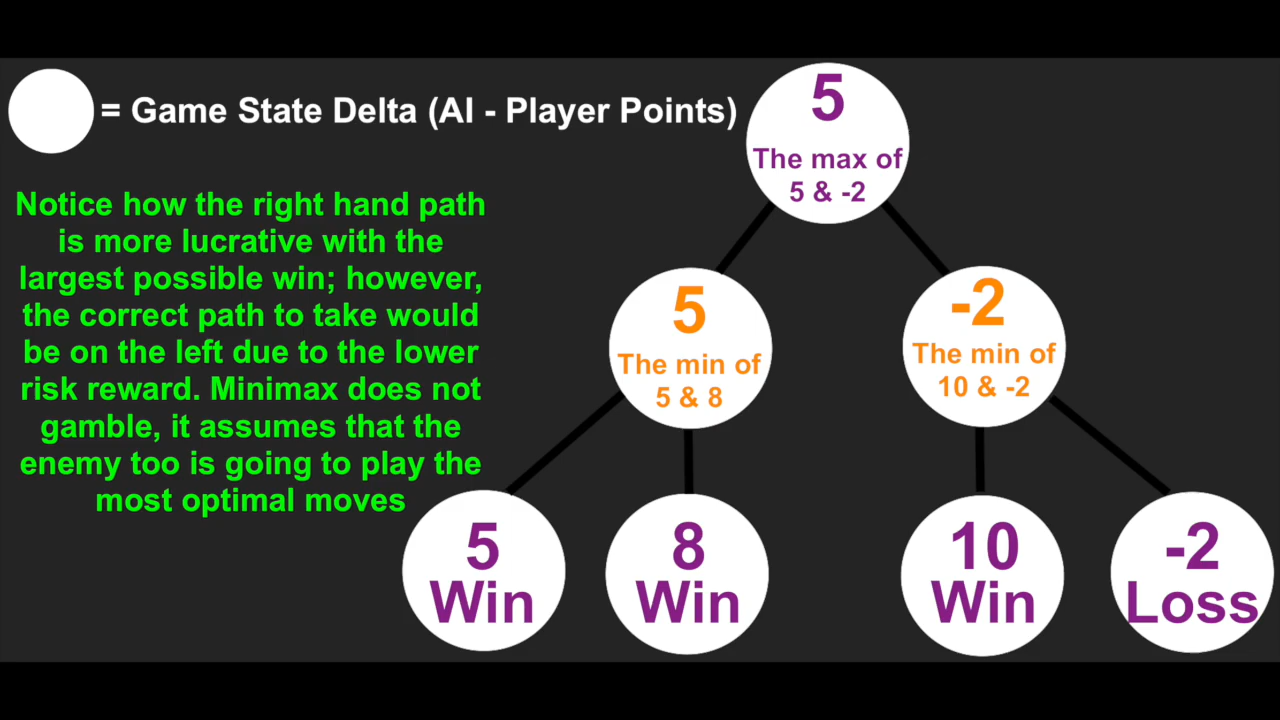 = Game State Delta (AI - Player Points)
5
The max of
5 & -2
Notice how the right hand path
is more lucrative with the
largest possible win; however,
the correct path to take would
be on the left due to the lower
risk reward. Minimax does not
gamble, it assumes that the
enemy too is going to play the
most optimal moves
5
The min of
5 & 8
-2
The min of
10 & -2
5
Win
8
Win
10
Win
-2
Loss